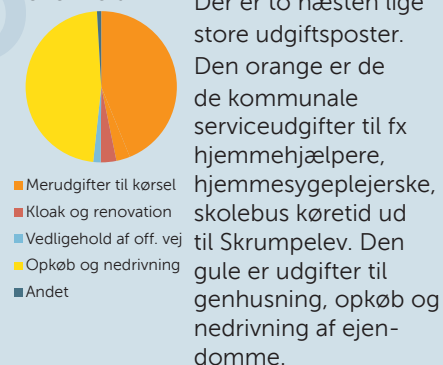 Merudgifter til kørsel
Kloak og renovation
Vedligehold af off. vej
Opkøb og nedrivning
Andet
Der er to næsten lige
store udgiftsposter.
Den orange er de
de kommunale
serviceudgifter til fx
hjemmehjælpere,
hjemmesygeplejerske,
skolebus køretid ud
til Skrumpelev. Den
gule er udgifter til
genhusning, opkøb og
nedrivning af ejen-
domme.